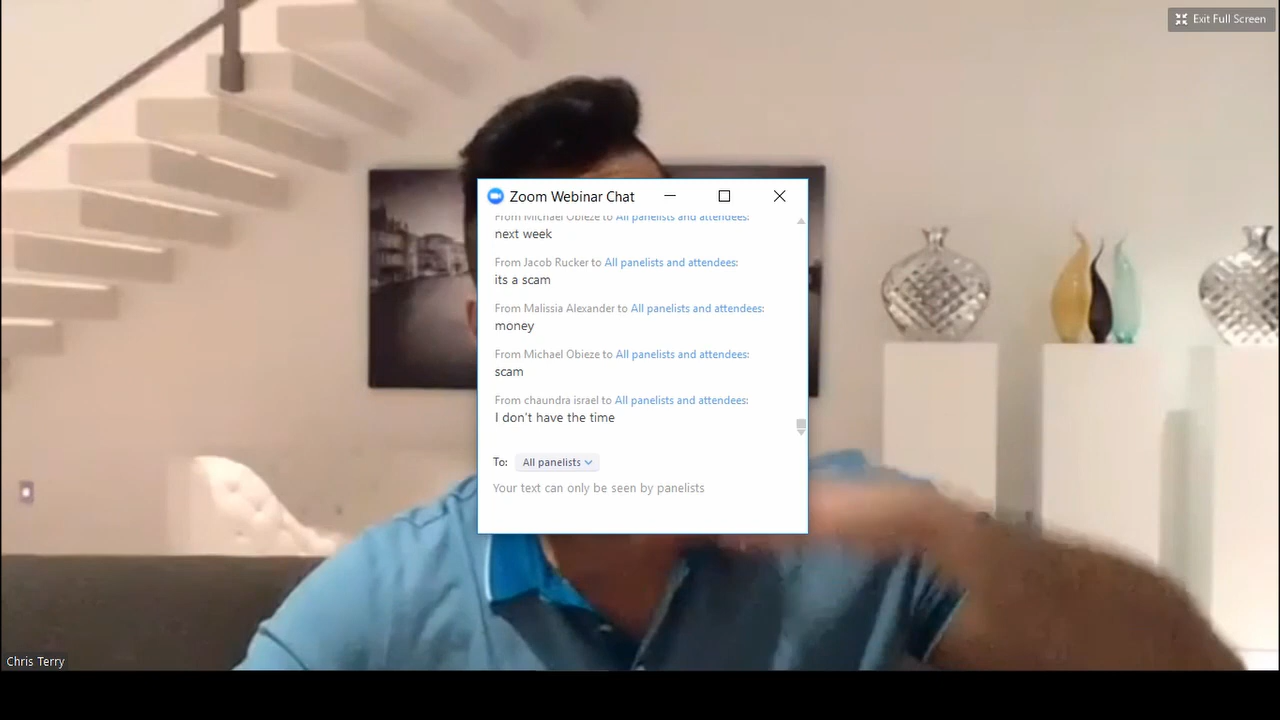 Exit Full Screen
Zoom Webinar Chat
From Michael Obieze to All panelists and attendees:
next week
From Jacob Rucker to All panelists and attendees:
its a scam
From Malissia Alexander to All panelists and attendees:
money
From Michael Obieze to All panelists and attendees:
scam
From chaundra israel to All panelists and attendees:
I don't have the time
To: All panelists
Your text can only be seen by panelists
Chris Terry